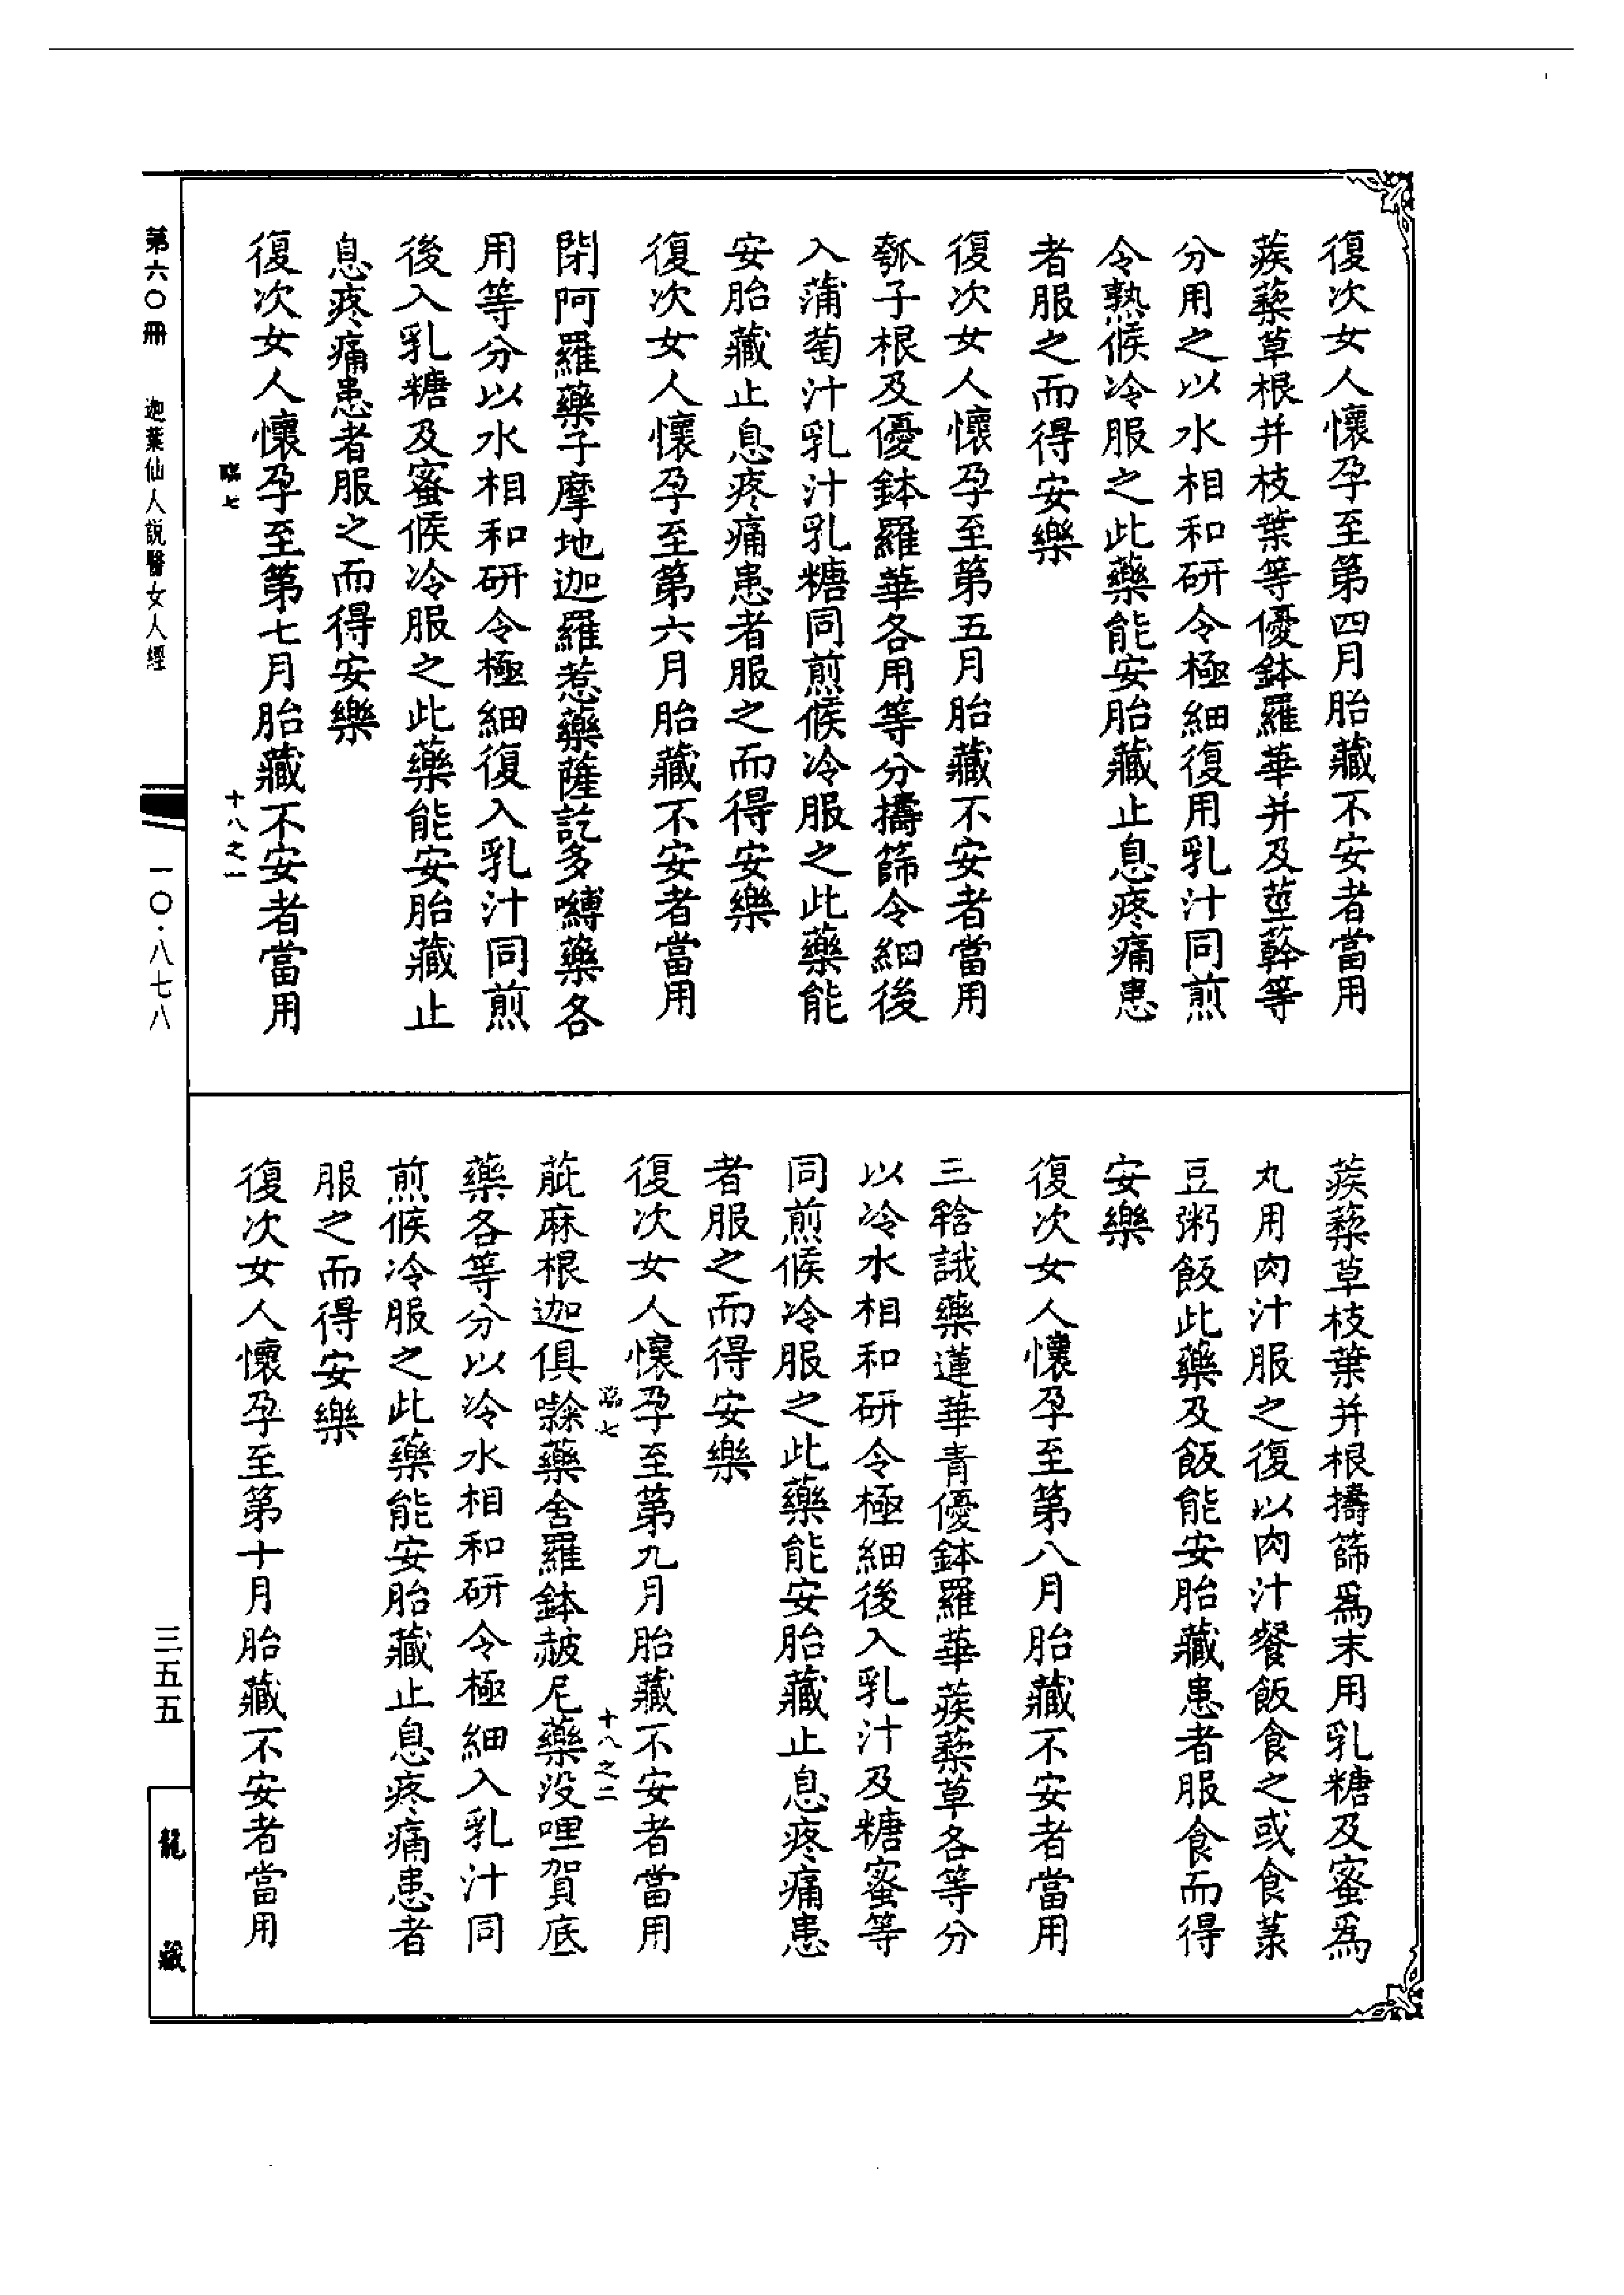 復次女人懷孕至第四月胎藏不安者當用
蒺藜草根并枝葉等優鉢羅華并及莖蘚等
分用之以水相和研令極細復用乳汁同煎
令熟候冷服之此藥能安胎藏止息疼痛患
者服之而得安樂
復次女人懷孕至第五月胎藏不安者當用
瓠子根及優鉢羅華各用等分擣篩令細後
入蒲萄汁乳汁乳糖同煎候冷服之此藥能
安胎藏止息疼痛患者服之而得安樂
復次女人懷孕至第六月胎藏不安者當用
閉阿羅藥子摩地迦羅惹藥薩訖多嚩藥各
用等分以水相和研令極細復入乳汁同煎
後入乳糖及蜜候冷服之此藥能安胎藏止
息疼痛患者服之而得安樂
復次女人懷孕至第七月胎藏不安者當用
蒺藜草枝葉并根擣篩爲末用乳糖及蜜爲
丸用肉汁服之復以肉汁餐飯食之或食菉
豆粥飯此藥及飯能安胎藏患者服食而得
安樂
復次女人懷孕至第八月胎藏不安者當用
三䅰誐藥蓮華青優鉢羅華蒺藜草各等分
以冷水相和研令極細後入乳汁及糖蜜等
同煎候冷服之此藥能安胎藏止息疼痛患
者服之而得安樂
復次女人懷孕至第九月胎藏不安者當用
萞麻根迦俱嚟藥舍羅鉢赦尼藥沒哩賀底
藥各等分以冷水相和研令極細入乳汁同
煎候冷服之此藥能安胎藏止息疼痛患者
服之而得安樂
復次女人懷孕至第十月胎藏不安者當用
臨七
十八之一
臨七
十八之二
第六〇冊
迦葉仙人説醫女人經
一〇·八七八
三五五
龍藏